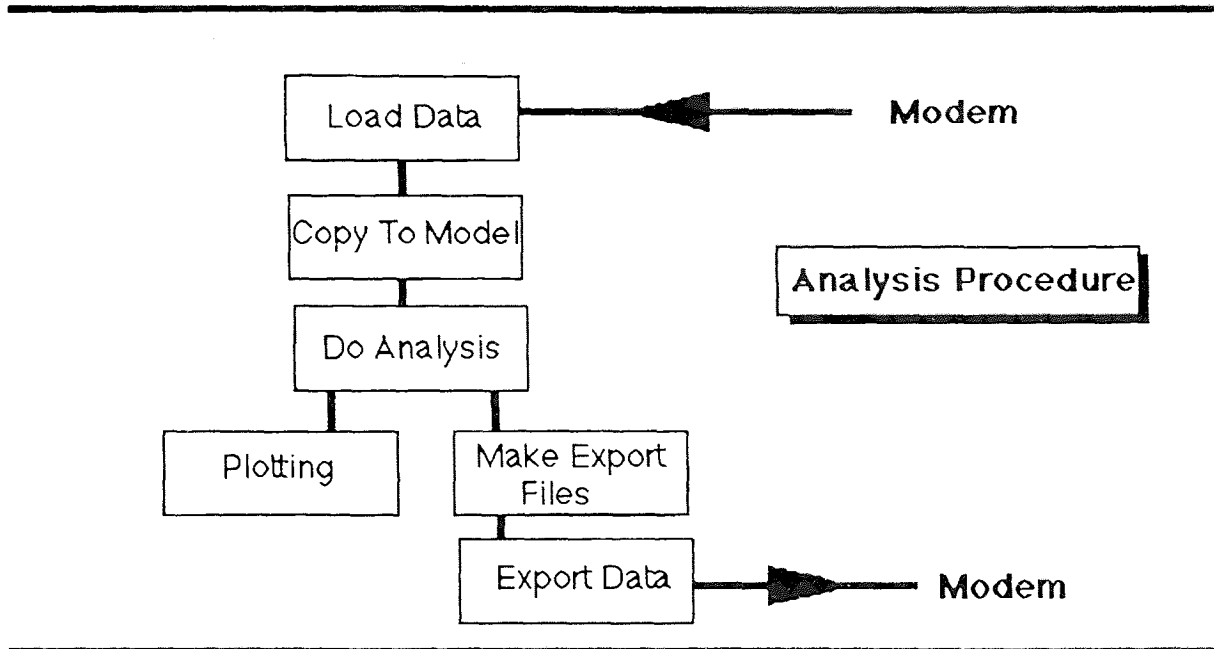 Load Data
Modem
Copy To Model
Analysis Procedure
Do Analysis
Plotting
Make Export
Files
Export Data
Modem